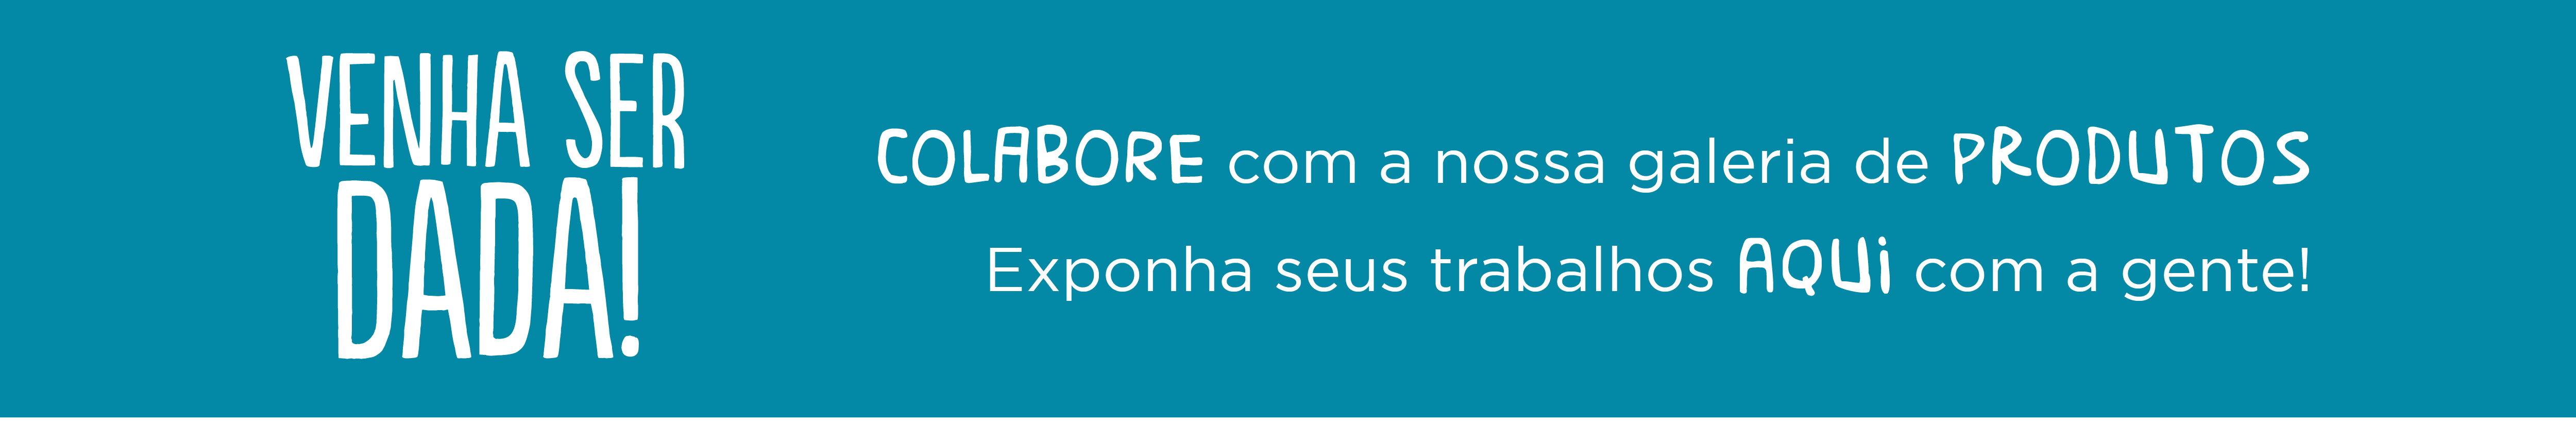 VENHA SER
DADA!
COLABORE com a nossa galeria de PRODUTOS
Exponha seus trabalhos AQUi com a gente!